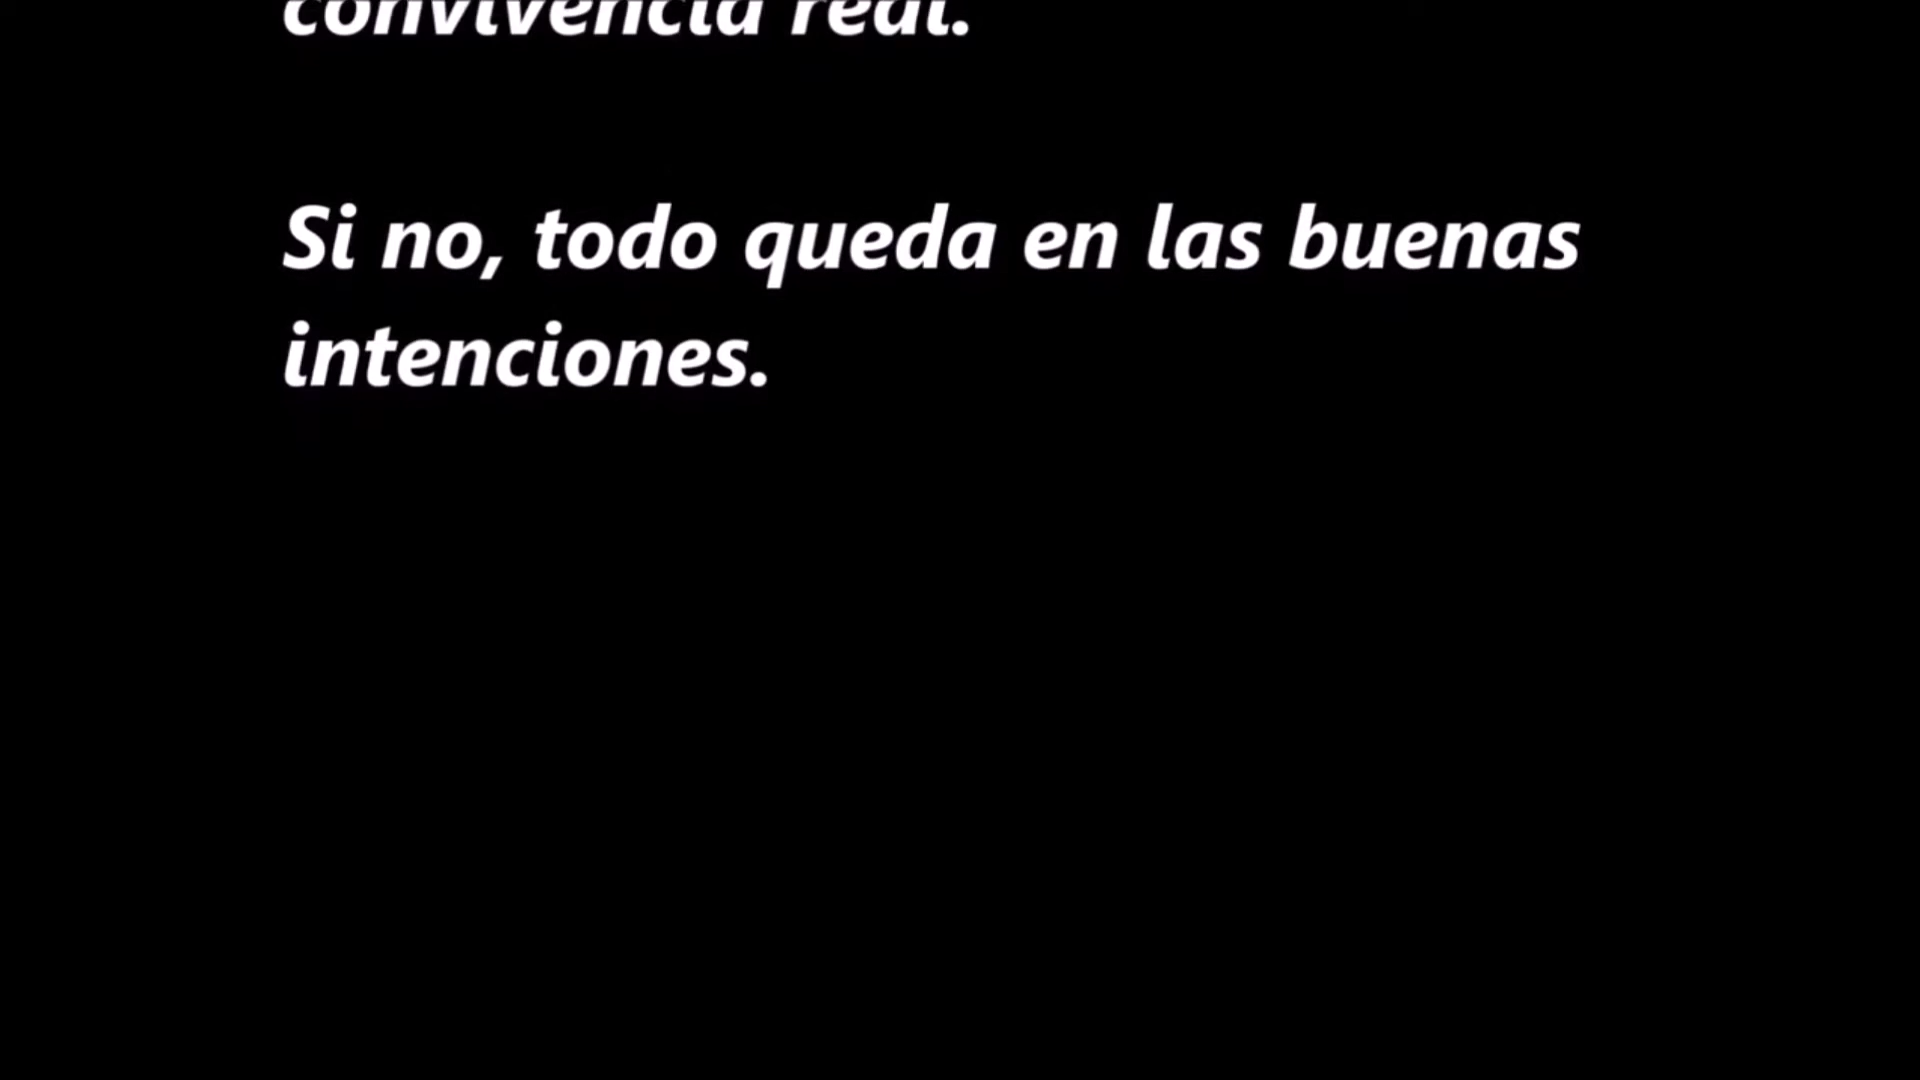 convivencia real.
Si no, todo queda en las buenas
intenciones.